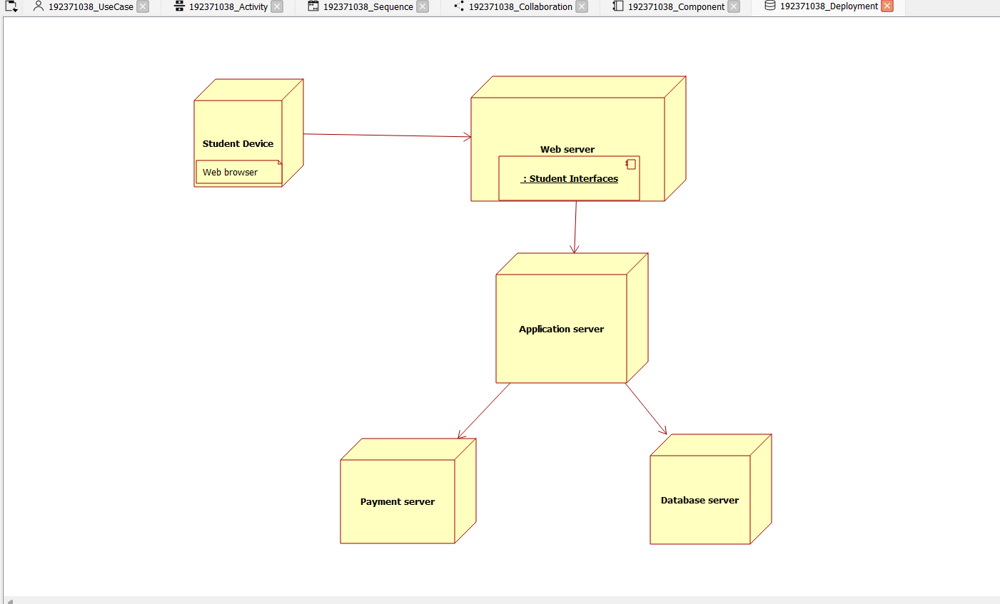 192371038_UseCase
192371038_Activity
192371038_Sequence
192371038_Collaboration
192371038_Component
192371038_Deployment
Student Device
Web browser
Web server
: Student Interfaces
Application server
Payment server
Database server